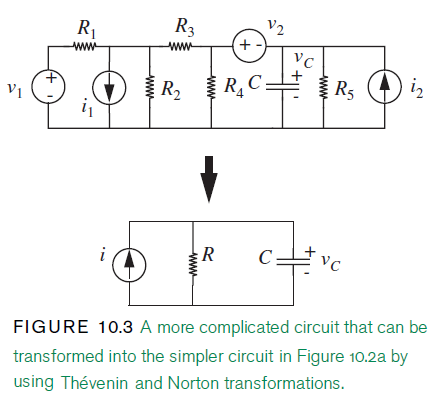 R1 R3 v2
+ -
v1 + - i1 R2 R4 C + - vC R5 i2
i R C + - vC
FIGURE 10.3 A more complicated circuit that can be
transformed into the simpler circuit in Figure 10.2a by
using Thévenin and Norton transformations.